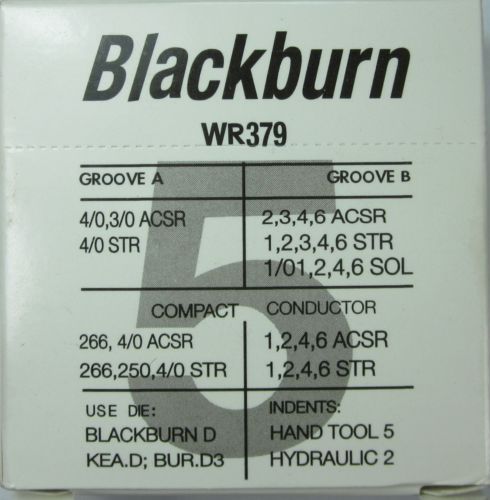 Blackburn
WR379
GROOVE A GROOVE B
4/0,3/0 ACSR 2,3,4,6 ACSR
4/0 STR 1,2,3,4,6 STR
1/01,2,4,6 SOL
5
COMPACT CONDUCTOR
266, 4/0 ACSR 1,2,4,6 ACSR
266,250,4/0 STR 1,2,4,6 STR
USE DIE: INDENTS:
BLACKBURN D HAND TOOL 5
KEA.D; BUR.D3 HYDRAULIC 2